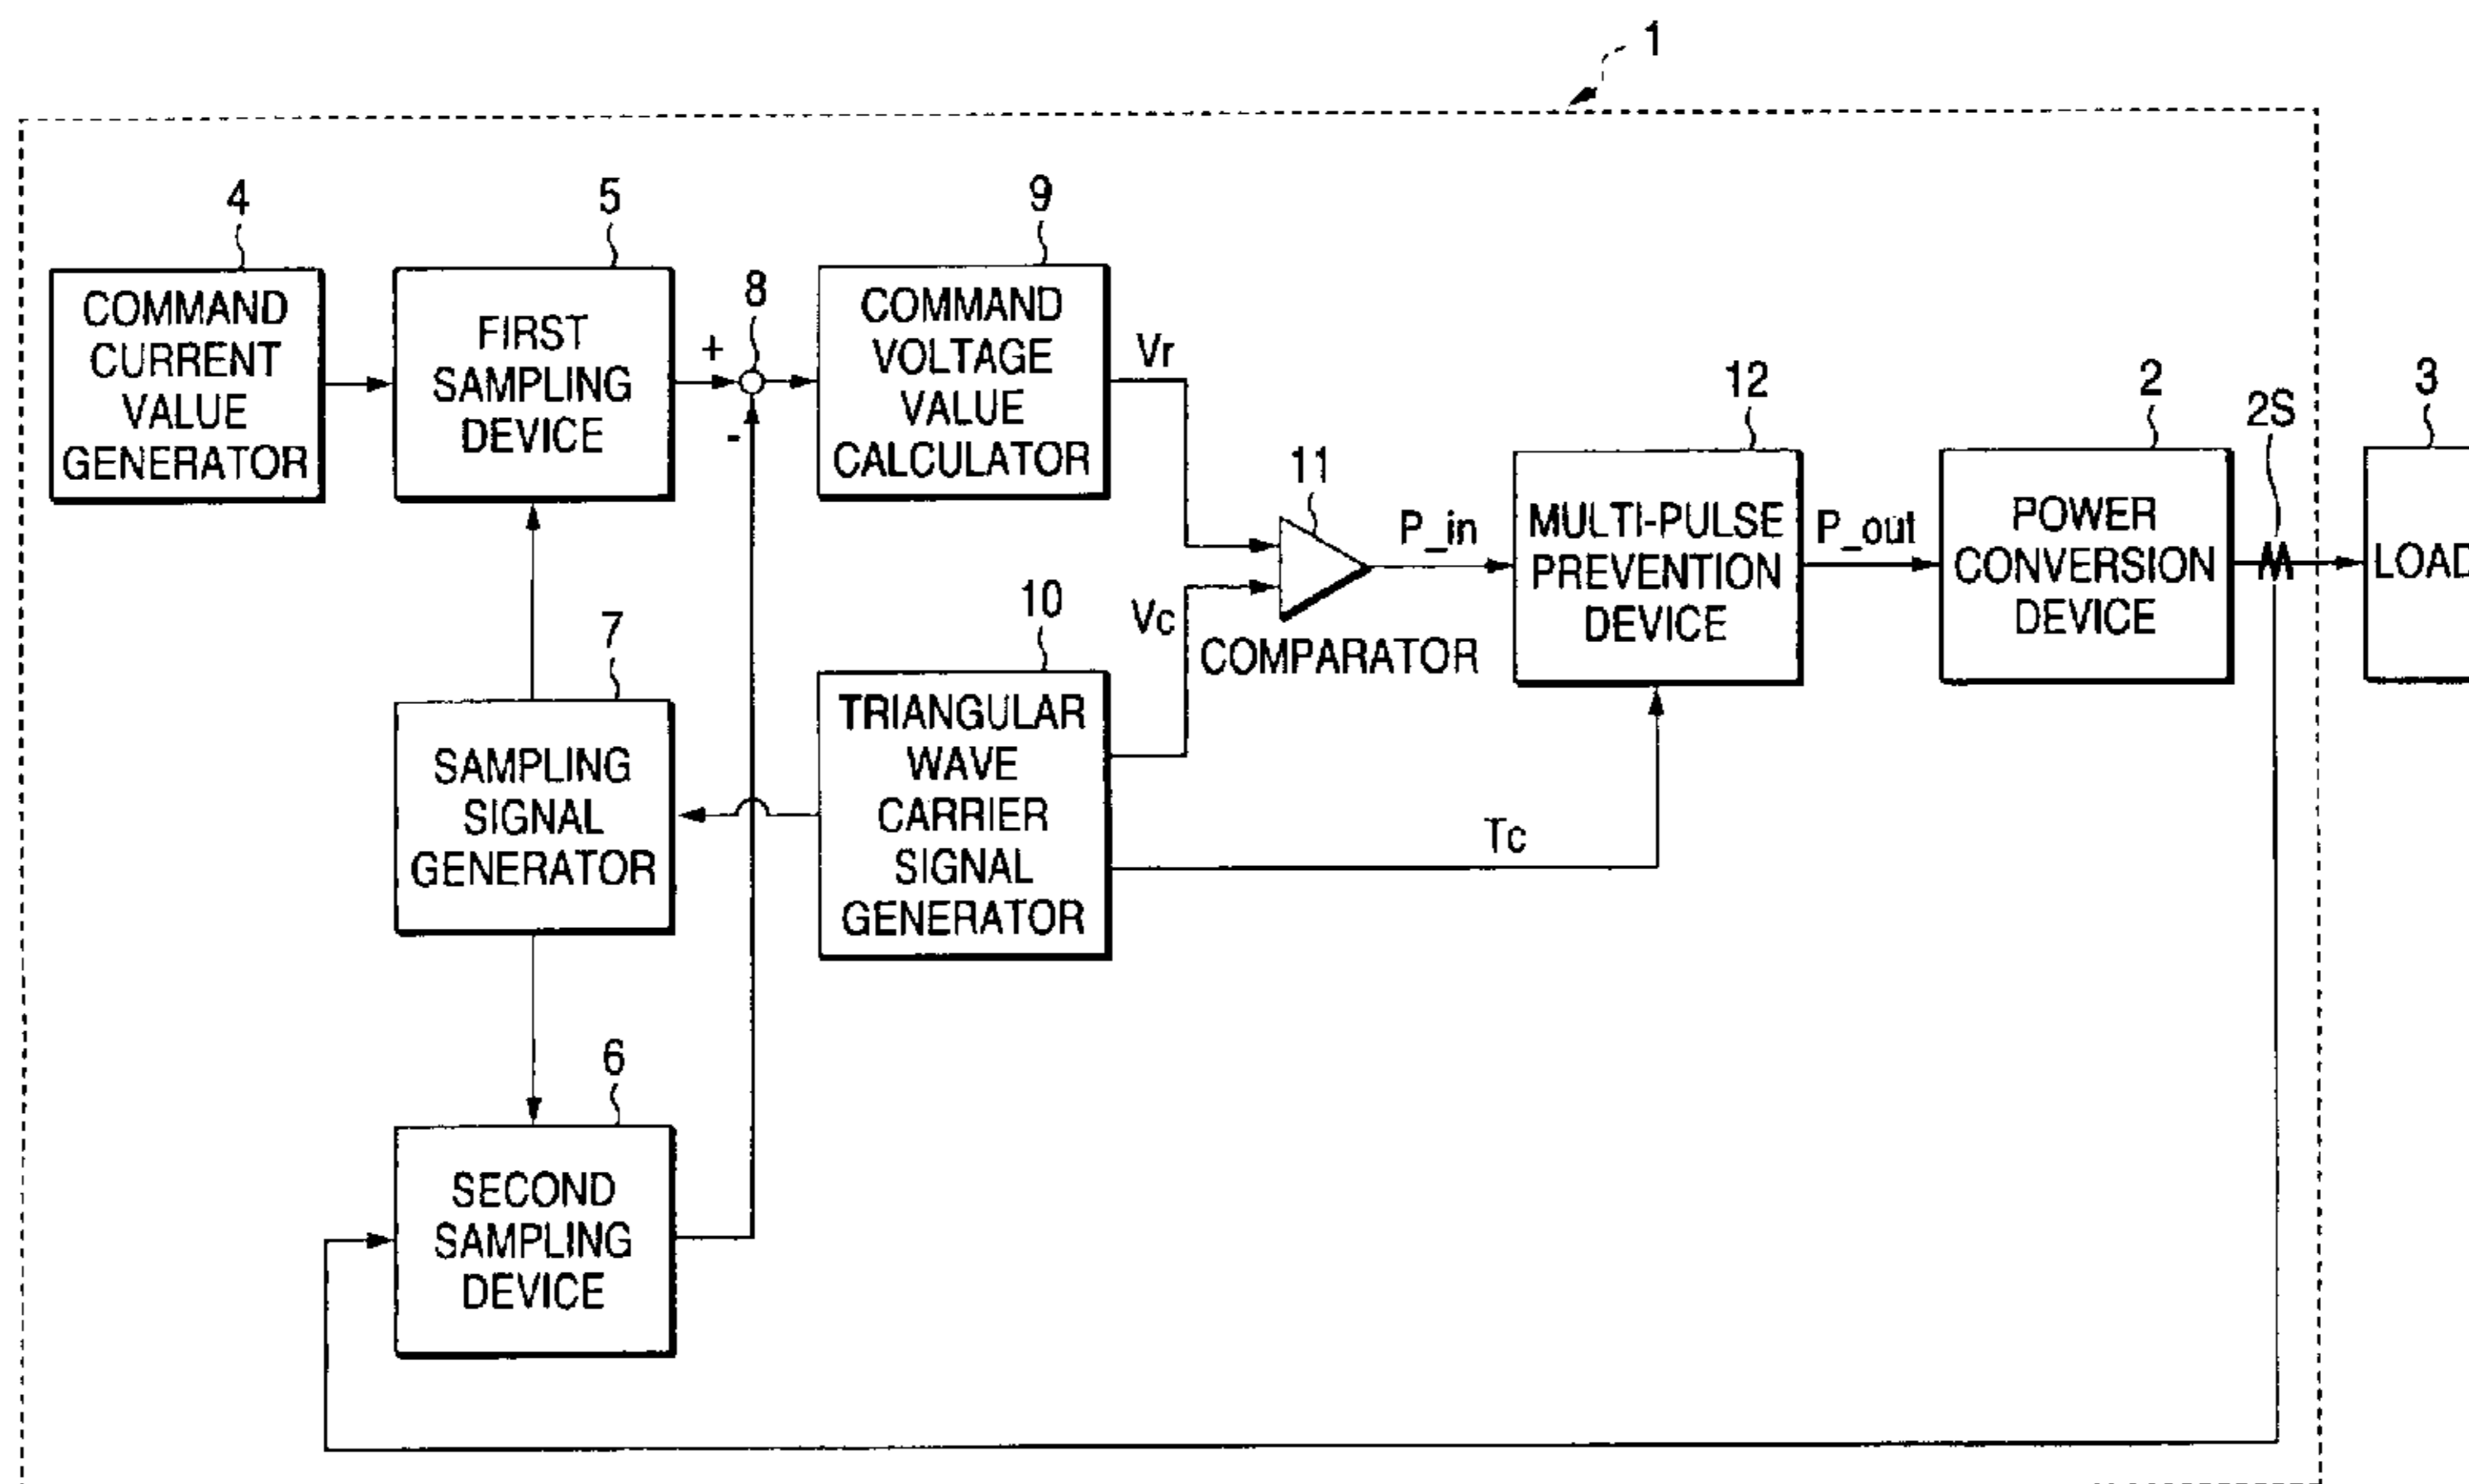 1
4
COMMAND
CURRENT
VALUE
GENERATOR
5
FIRST
SAMPLING
DEVICE
+
-
8
9
COMMAND
VOLTAGE
VALUE
CALCULATOR
Vr
11
Vc
COMPARATOR
P_in
12
MULTI-PULSE
PREVENTION
DEVICE
P_out
2
POWER
CONVERSION
DEVICE
2S
3
LOAD
7
SAMPLING
SIGNAL
GENERATOR
10
TRIANGULAR
WAVE
CARRIER
SIGNAL
GENERATOR
Tc
6
SECOND
SAMPLING
DEVICE